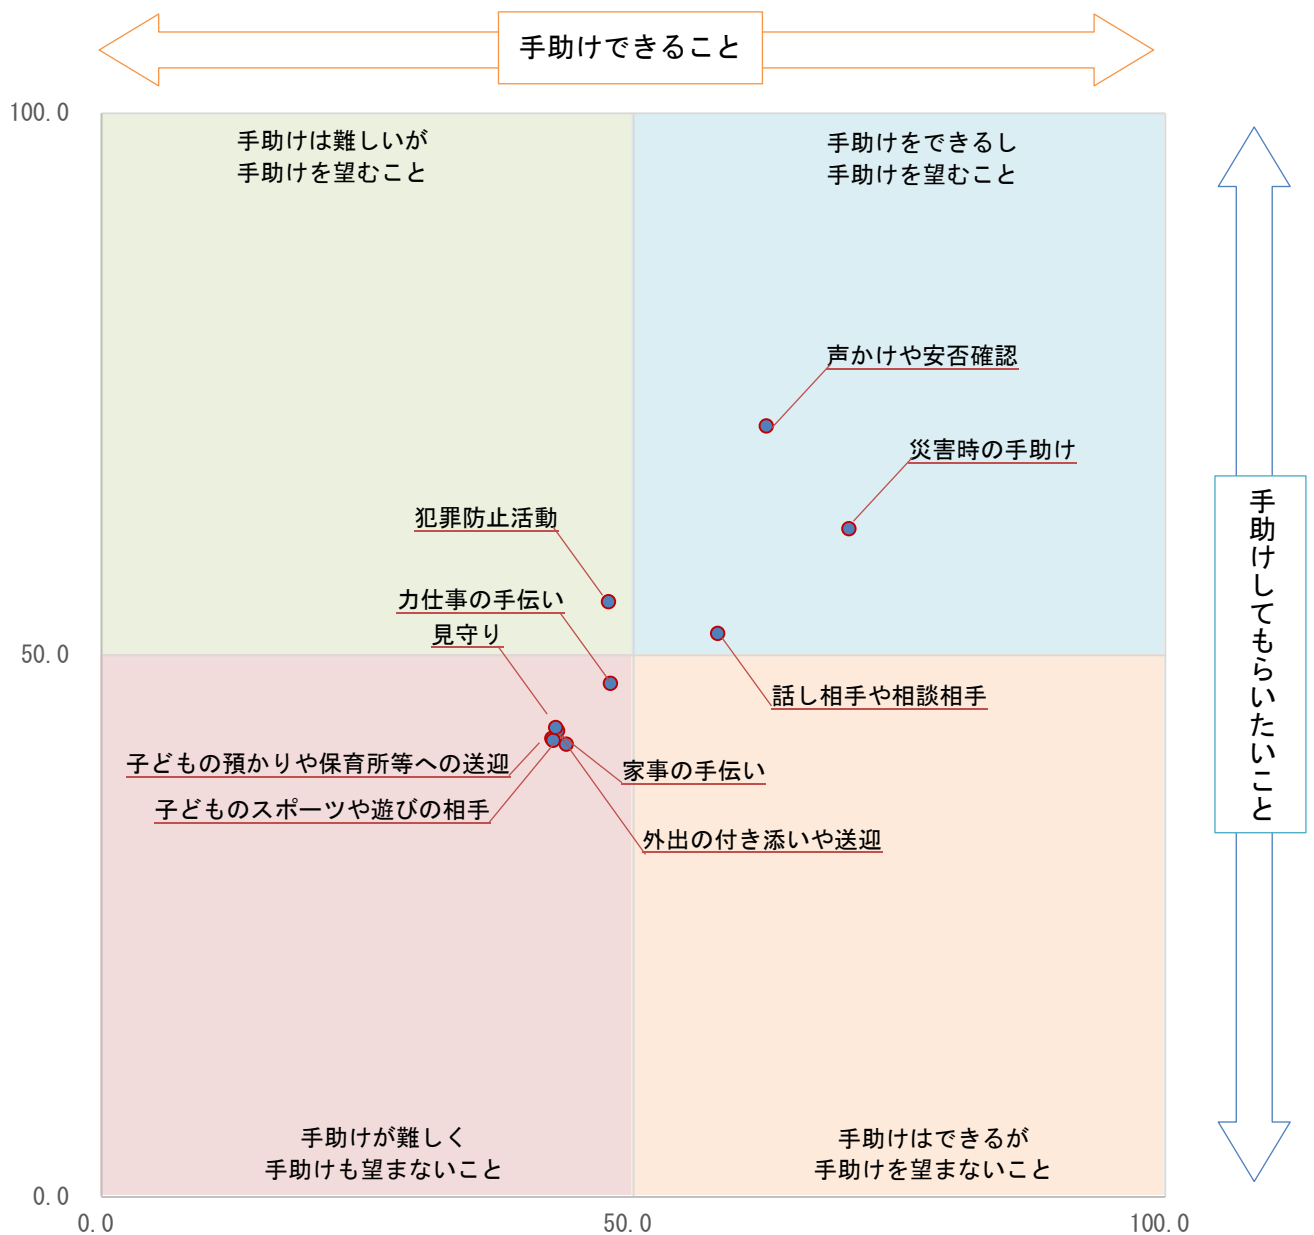 手助けできること
100.0
手助けは難しいが
手助けを望むこと
手助けをできるし
手助けを望むこと
声かけや安否確認
災害時の手助け
手助けしてもらいたいこと
犯罪防止活動
力仕事の手伝い
見守り
50.0
話し相手や相談相手
子どもの預かりや保育所等への送迎
家事の手伝い
子どものスポーツや遊びの相手
外出の付き添いや送迎
手助けが難しく
手助けも望まないこと
手助けはできるが
手助けを望まないこと
0.0
0.0
50.0
100.0